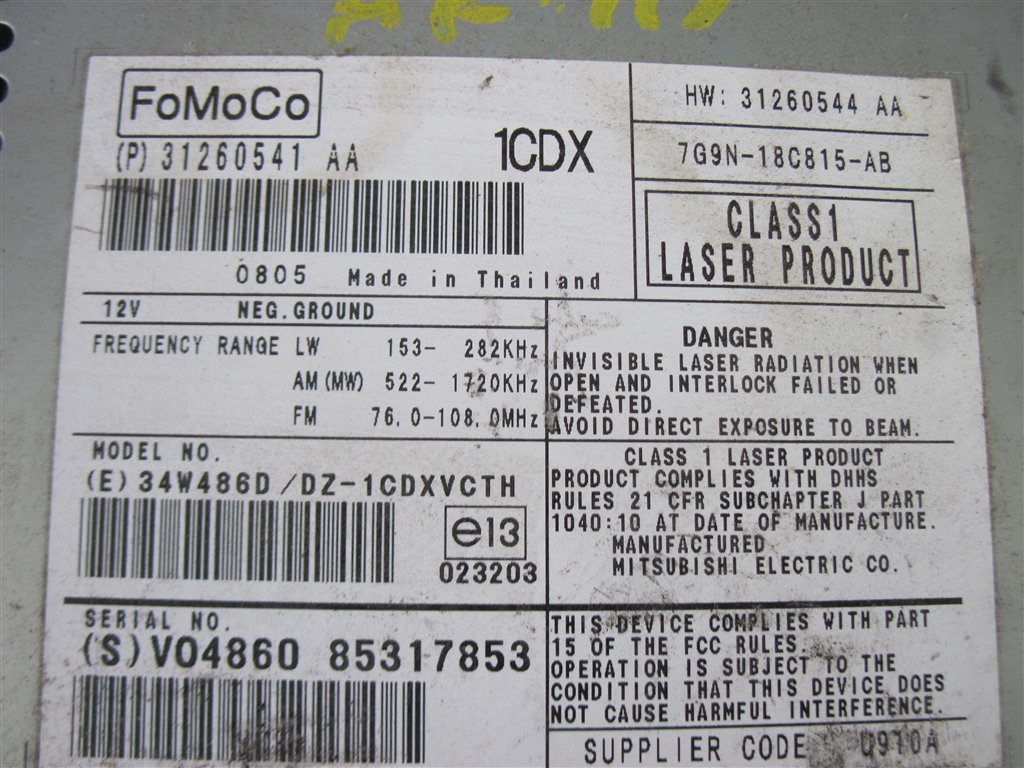 FoMoCo
(P) 31260541 AA
1CDX
0805 Made in Thailand
HW: 31260544 AA
7G9N-18C815-AB
CLASS1
LASER PRODUCT
12V NEG. GROUND
FREQUENCY RANGE LW 153- 282KHz
AM (MW) 522- 1720KHz
FM 76.0-108.0MHz
DANGER
INVISIBLE LASER RADIATION WHEN
OPEN AND INTERLOCK FAILED OR
DEFEATED.
AVOID DIRECT EXPOSURE TO BEAM.
MODEL NO.
(E) 34W486D/DZ-1CDXVCTH
e13
023203
CLASS 1 LASER PRODUCT
PRODUCT COMPLIES WITH DHHS
RULES 21 CFR SUBCHAPTER J PART
1040:10 AT DATE OF MANUFACTURE.
MANUFACTURED
MITSUBISHI ELECTRIC CO.
SERIAL NO.
(S) VO4860 85317853
THIS DEVICE COMPLIES WITH PART
15 OF THE FCC RULES.
OPERATION IS SUBJECT TO THE
CONDITION THAT THIS DEVICE DOES
NOT CAUSE HARMFUL INTERFERENCE.
SUPPLIER CODE